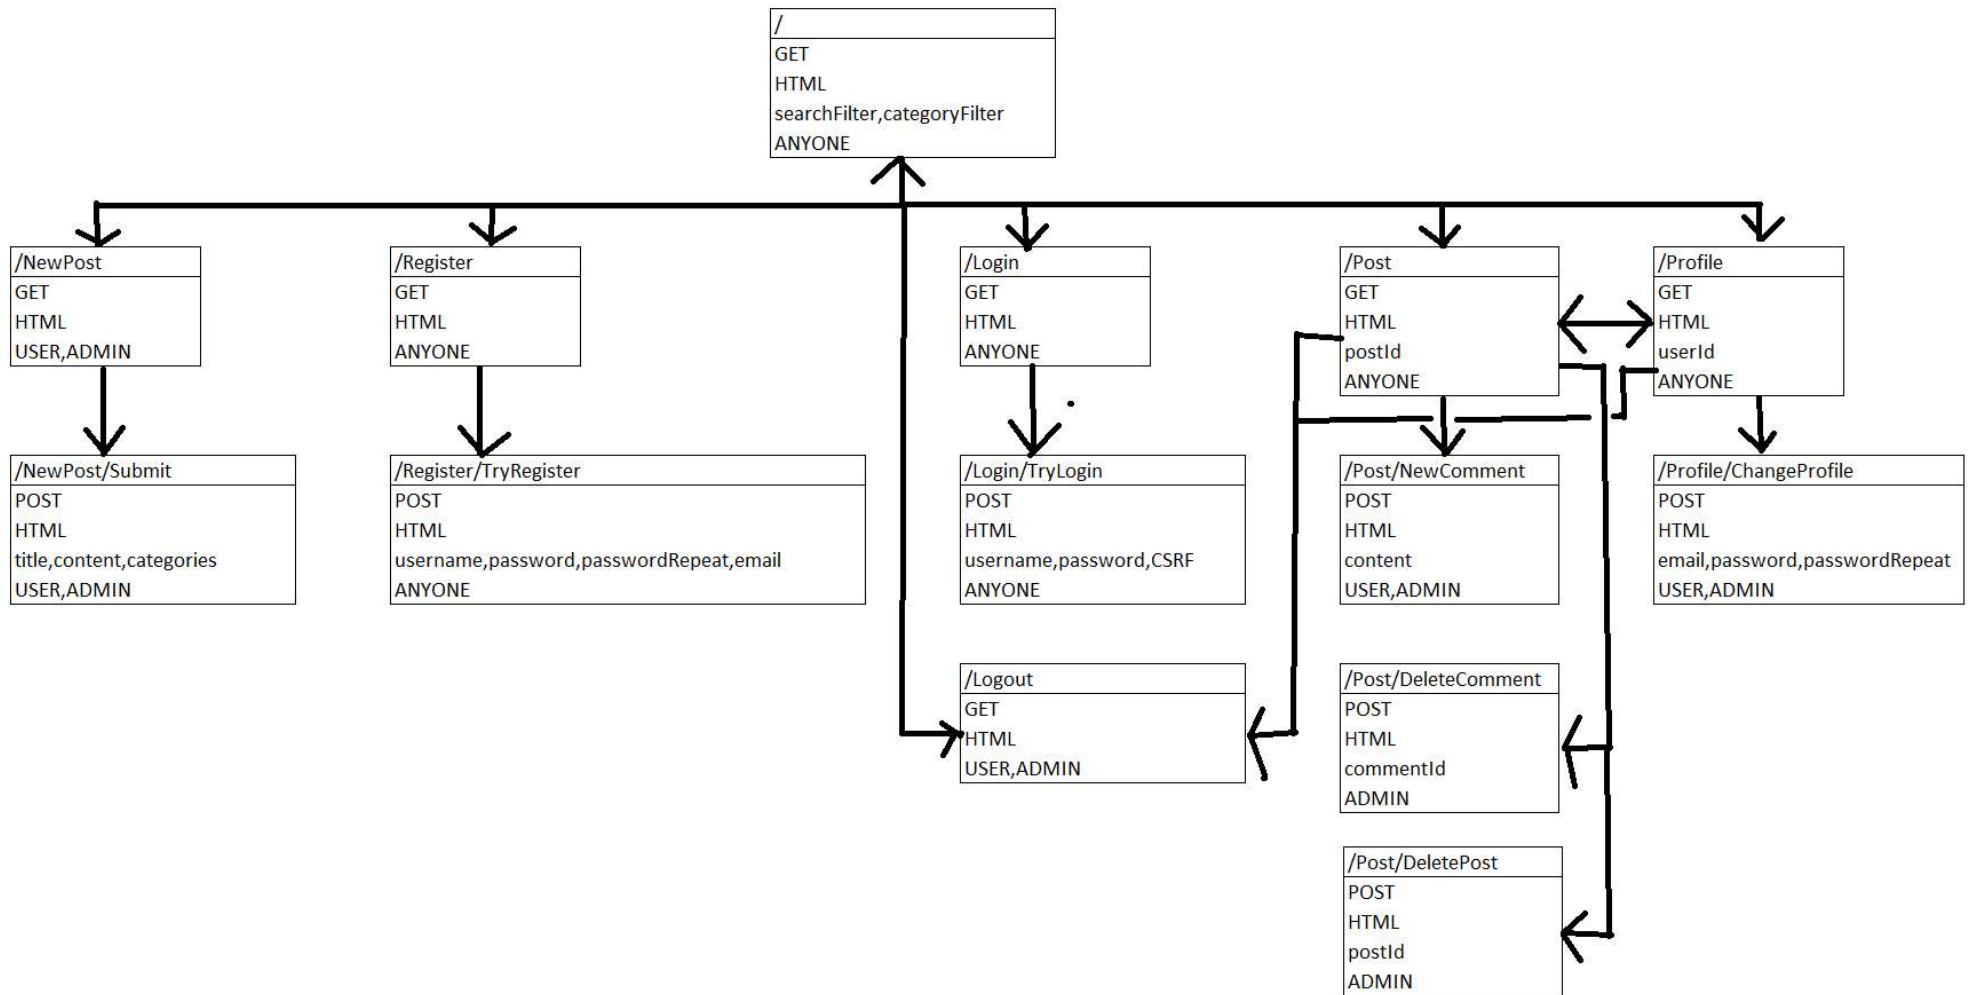 /
GET
HTML
searchFilter,categoryFilter
ANYONE
/NewPost
GET
HTML
USER,ADMIN
/Register
GET
HTML
ANYONE
/Login
GET
HTML
ANYONE
/Post
GET
HTML
postId
ANYONE
/Profile
GET
HTML
userId
ANYONE
/NewPost/Submit
POST
HTML
title,content,categories
USER,ADMIN
/Register/TryRegister
POST
HTML
username,password,passwordRepeat,email
ANYONE
/Login/TryLogin
POST
HTML
username,password,CSRF
ANYONE
/Post/NewComment
POST
HTML
content
USER,ADMIN
/Profile/ChangeProfile
POST
HTML
email,password,passwordRepeat
USER,ADMIN
/Logout
GET
HTML
USER,ADMIN
/Post/DeleteComment
POST
HTML
commentId
ADMIN
/Post/DeletePost
POST
HTML
postId
ADMIN